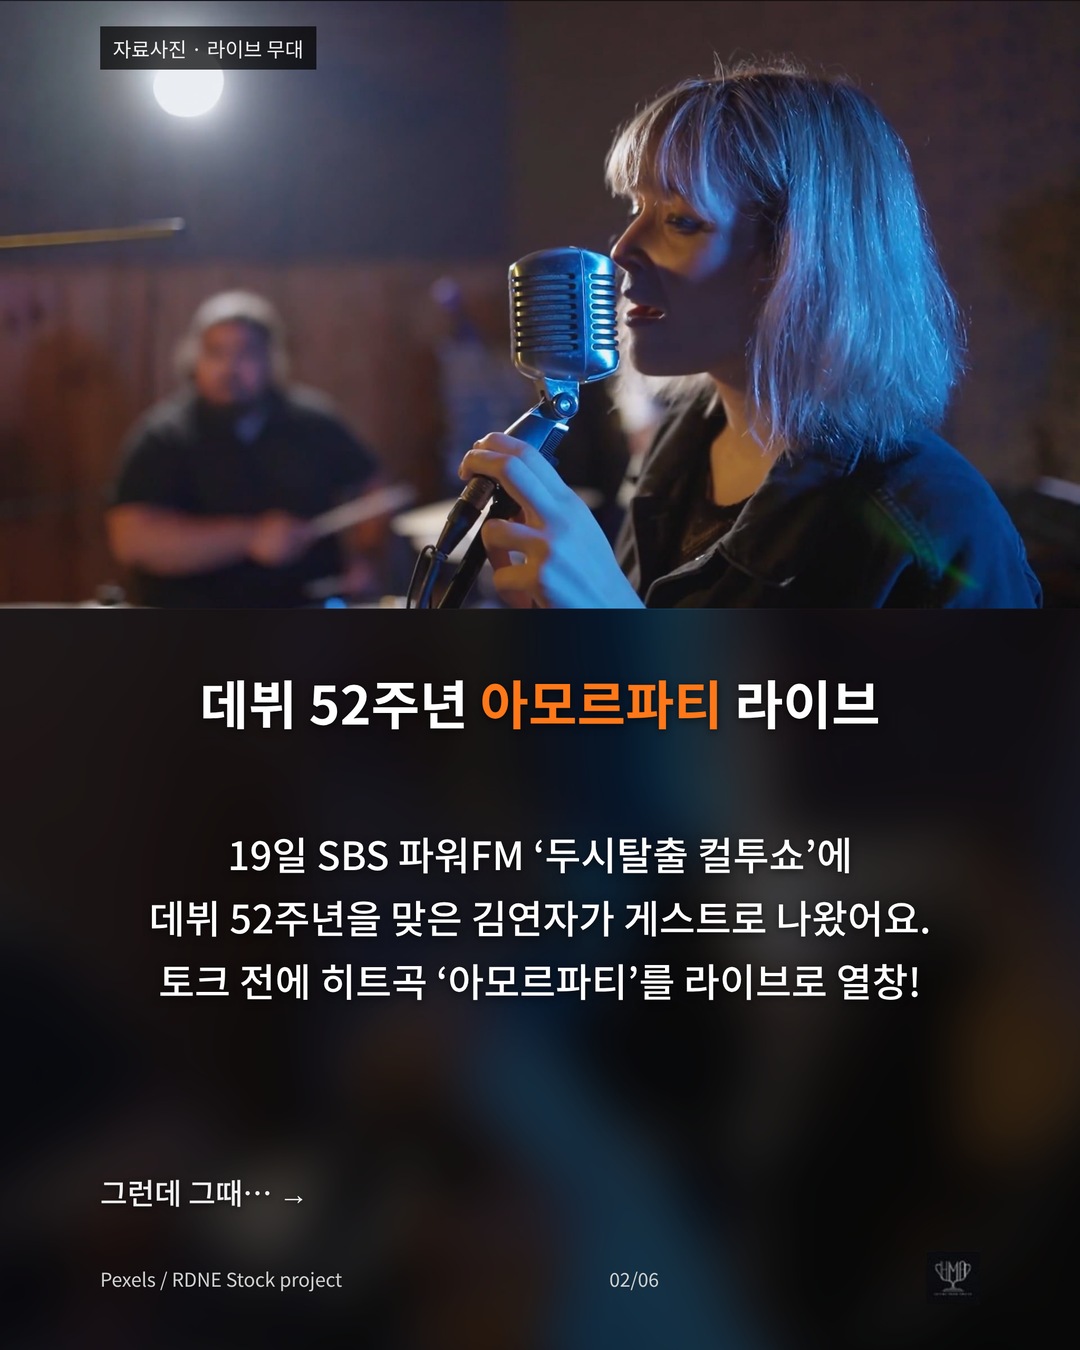 자료사진 · 라이브 무대
데뷔 52주년 아모르파티 라이브
19일 SBS 파워FM ‘두시탈출 컬투쇼’에
데뷔 52주년을 맞은 김연자가 게스트로 나왔어요.
토크 전에 히트곡 ‘아모르파티’를 라이브로 열창!
그런데 그때… →
Pexels / RDNE Stock project
02/06